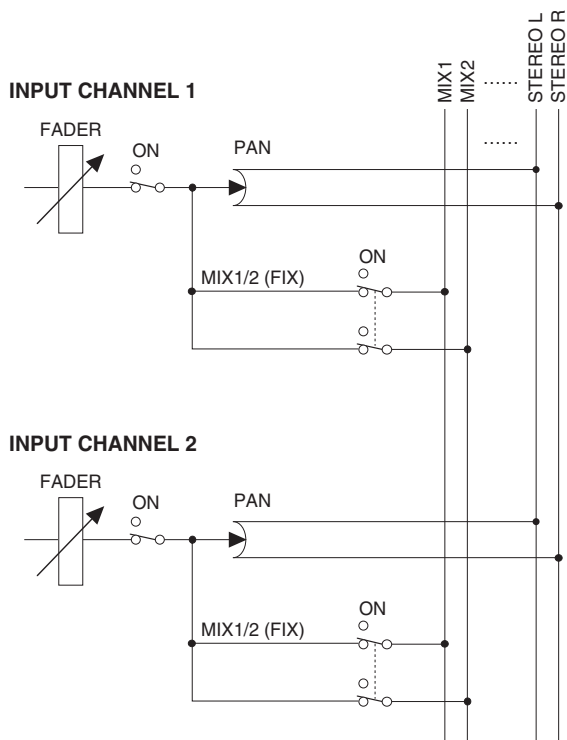 MIX1
MIX2
......
STEREO L
STEREO R
......
INPUT CHANNEL 1
FADER
ON
PAN
ON
MIX1/2 (FIX)
INPUT CHANNEL 2
FADER
ON
PAN
ON
MIX1/2 (FIX)